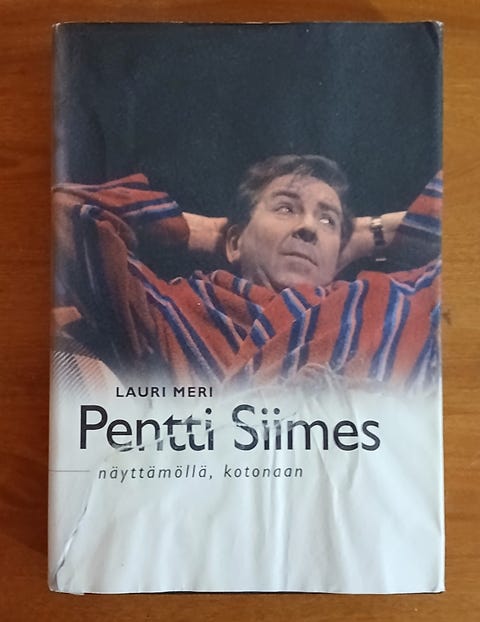 LAURI MERI
Pentti Siimes
näyttämöllä, kotonaan